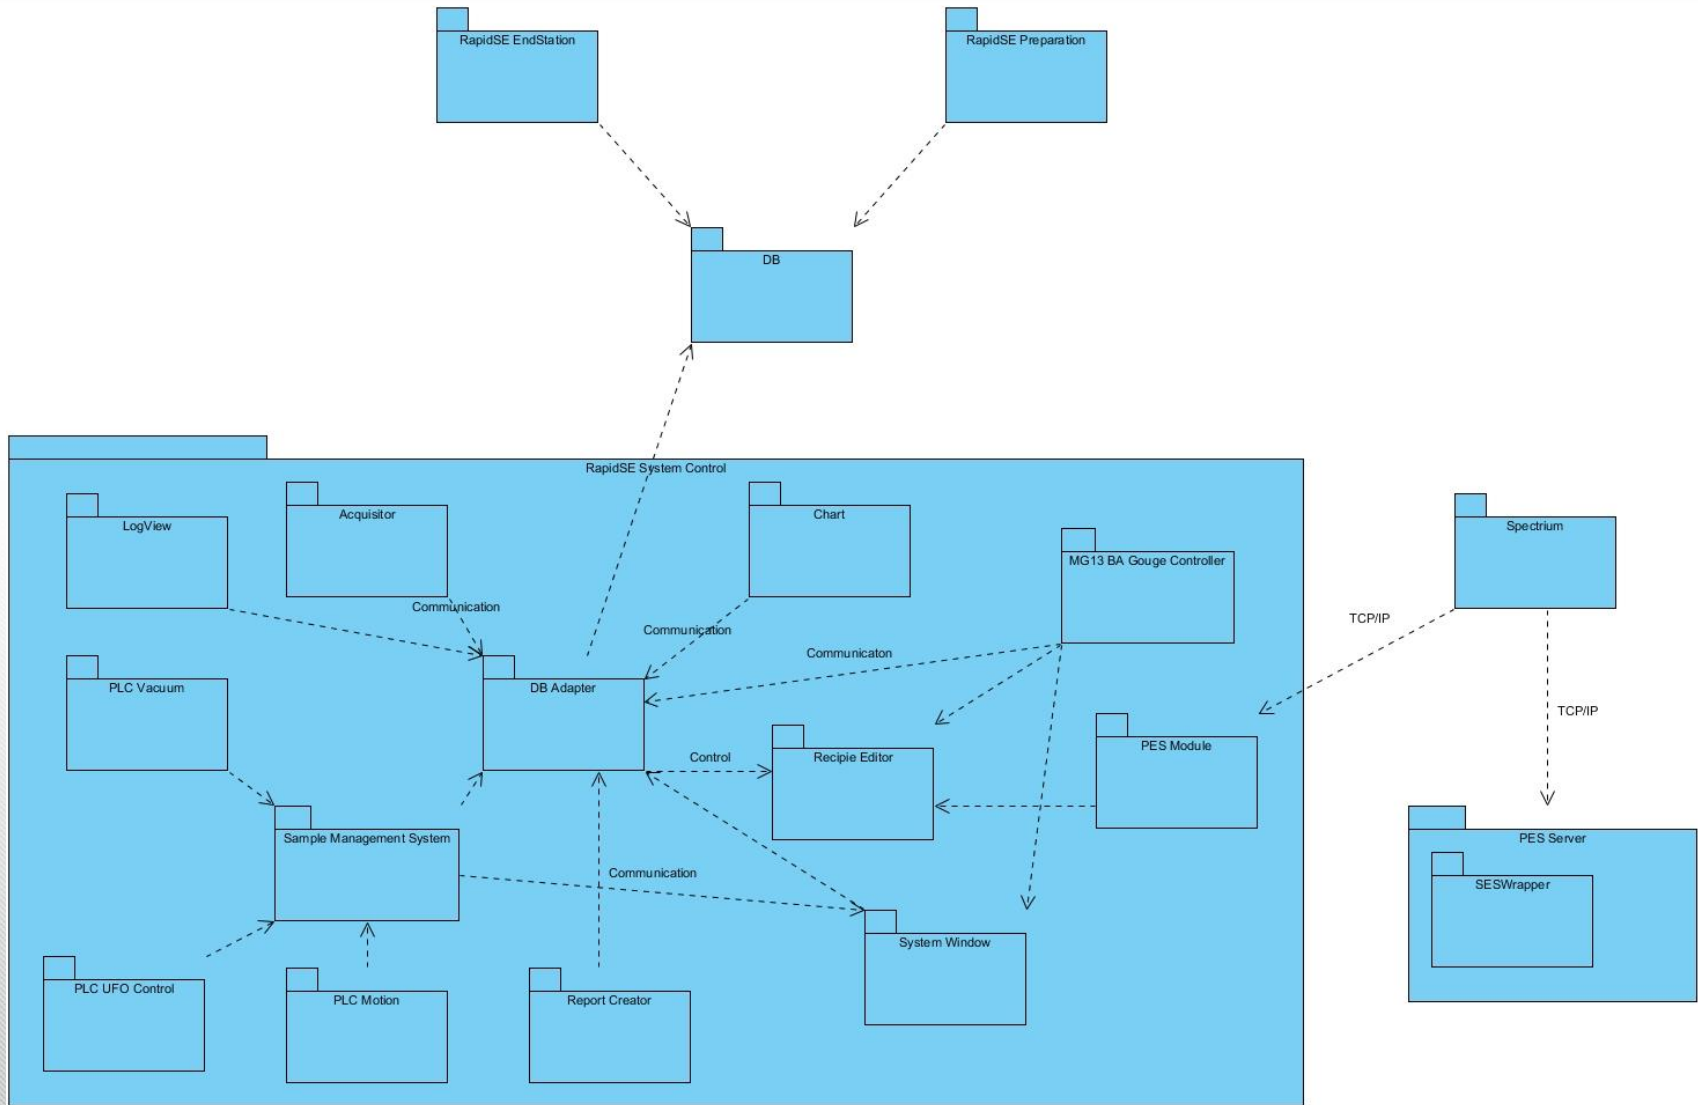 RapidSE EndStation
RapidSE Preparation
DB
RapidSE System Control
LogView
Acquisitor
Chart
MG13 BA Gouge Controller
Spectrium
Communication
Communication
Communicaton
TCP/IP
PLC Vacuum
DB Adapter
TCP/IP
Control
Recipie Editor
PES Module
Sample Management System
PES Server
Communication
SESWrapper
System Window
PLC UFO Control
PLC Motion
Report Creator